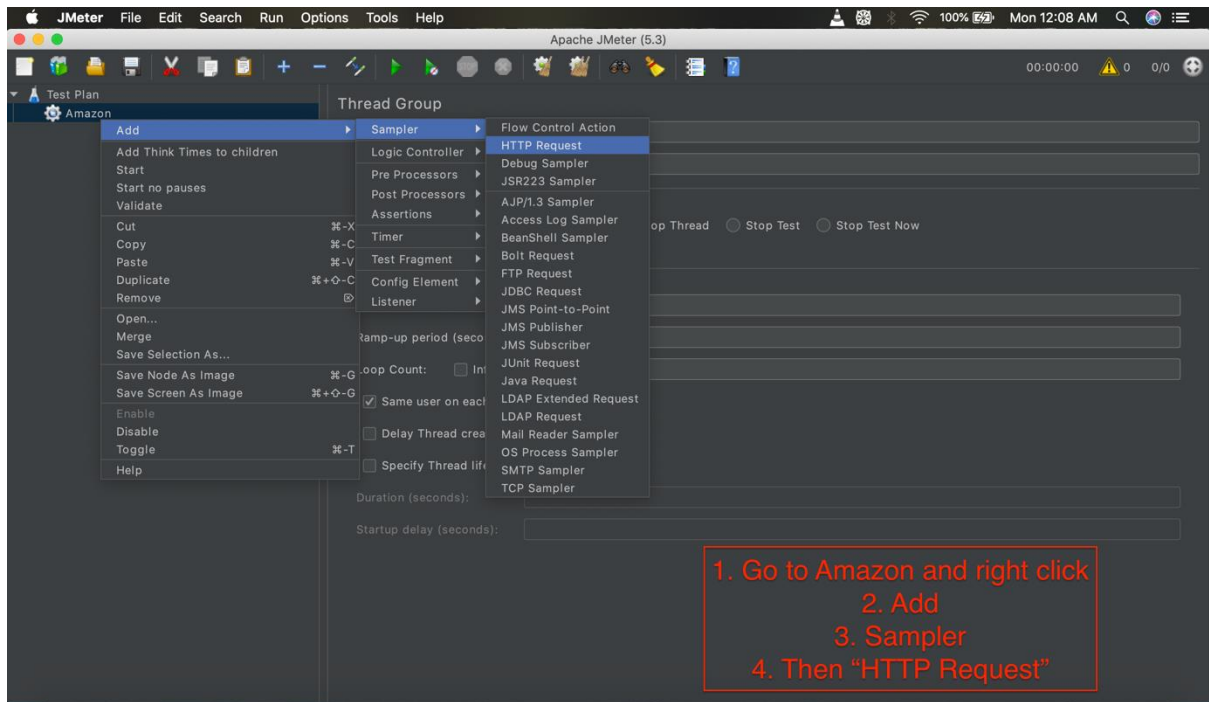 JMeter File Edit Search Run Options Tools Help 100% Mon 12:08 AM
Apache JMeter (5.3)
00:00:00 0 0/0
Test Plan
Amazon
Thread Group
Add
Add Think Times to children
Start
Start no pauses
Validate
Cut ⌘-X
Copy ⌘-C
Paste ⌘-V
Duplicate ⌘+⇧-C
Remove ⌦
Open...
Merge
Save Selection As...
Save Node As Image ⌘-G
Save Screen As Image ⌘+⇧-G
Enable
Disable
Toggle ⌘-T
Help
Sampler
Logic Controller
Pre Processors
Post Processors
Assertions
Timer
Test Fragment
Config Element
Listener
Flow Control Action
HTTP Request
Debug Sampler
JSR223 Sampler
AJP/1.3 Sampler
Access Log Sampler
BeanShell Sampler
Bolt Request
FTP Request
JDBC Request
JMS Point-to-Point
JMS Publisher
JMS Subscriber
JUnit Request
Java Request
LDAP Extended Request
LDAP Request
Mail Reader Sampler
OS Process Sampler
SMTP Sampler
TCP Sampler
op Thread Stop Test Stop Test Now
Ramp-up period (seco
oop Count: In
Same user on each
Delay Thread crea
Specify Thread life
Duration (seconds):
Startup delay (seconds):
1. Go to Amazon and right click
2. Add
3. Sampler
4. Then “HTTP Request”